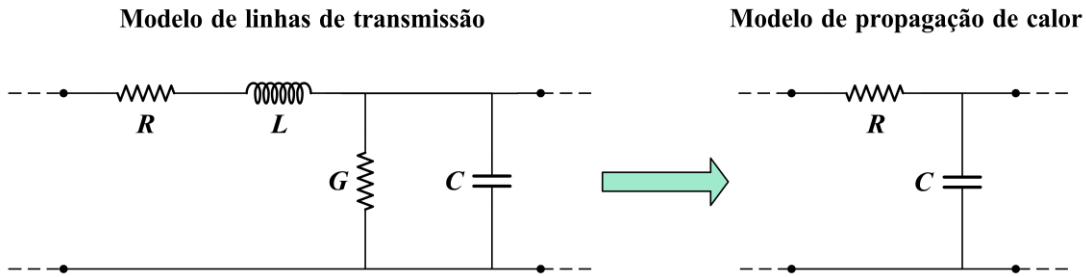 Modelo de linhas de transmissão
Modelo de propagação de calor
R
L
G
C
R
C